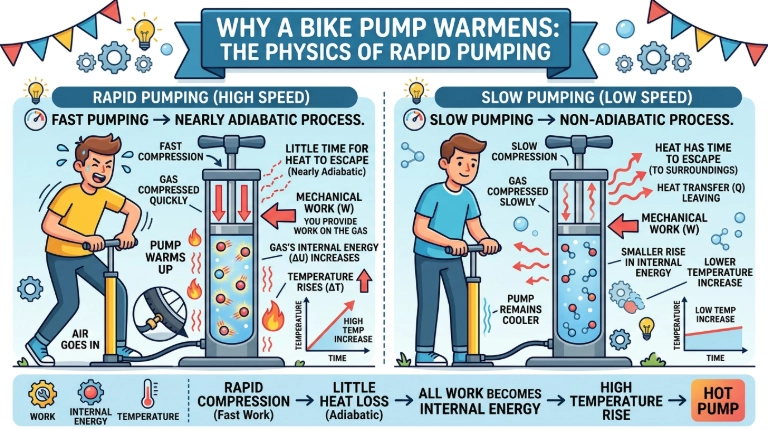 WHY A BIKE PUMP WARMENS:
THE PHYSICS OF RAPID PUMPING
RAPID PUMPING (HIGH SPEED)
FAST PUMPING → NEARLY ADIABATIC PROCESS.
FAST
COMPRESSION
GAS
COMPRESSED
QUICKLY
LITTLE TIME FOR
HEAT TO ESCAPE
(Nearly Adiabatic)
MECHANICAL
WORK (W)
YOU PROVIDE
WORK ON THE GAS
PUMP
WARMS
UP
GAS'S INTERNAL ENERGY
(ΔU) INCREASES
TEMPERATURE
RISES (ΔT)
AIR
GOES IN
TEMPERATURE
HIGH
TEMP
INCREASE
TIME
SLOW PUMPING (LOW SPEED)
SLOW PUMPING → NON-ADIABATIC PROCESS.
SLOW
COMPRESSION
GAS
COMPRESSED
SLOWLY
HEAT HAS TIME
TO ESCAPE
(TO SURROUNDINGS)
HEAT TRANSFER (Q)
LEAVING
MECHANICAL
WORK (W)
SMALLER RISE
IN INTERNAL
ENERGY
LOWER
TEMPERATURE
INCREASE
PUMP
REMAINS
COOLER
TEMPERATURE
LOW TEMP
INCREASE
TIME
WORK
INTERNAL
ENERGY
TEMPERATURE
RAPID
COMPRESSION
(Fast Work)
→
LITTLE
HEAT LOSS
(Adiabatic)
→
ALL WORK BECOMES
INTERNAL ENERGY
→
HIGH
TEMPERATURE
RISE
→
HOT
PUMP